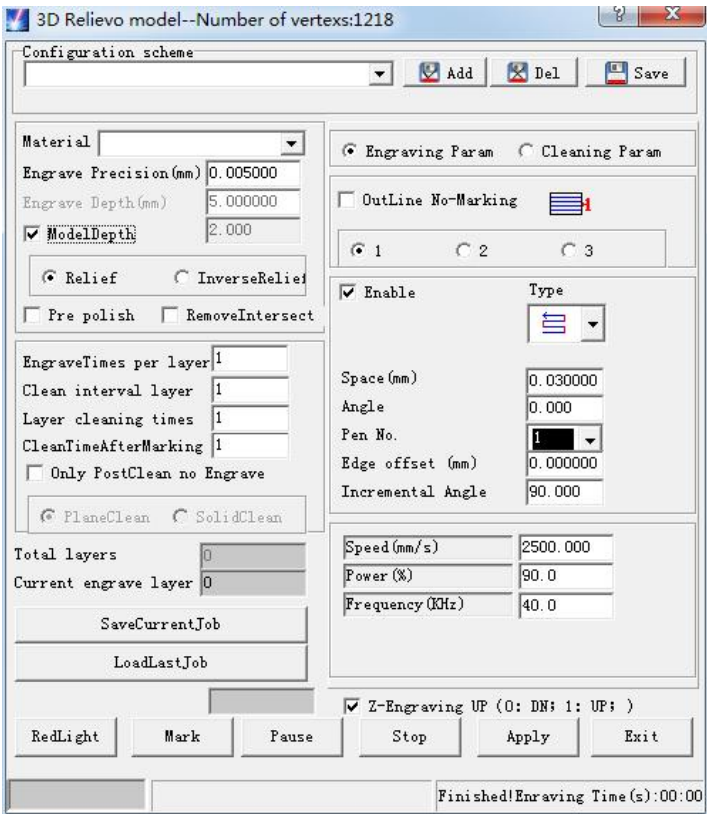 3D Relievo model--Number of vertexs:1218
Configuration scheme
Add Del Save
Material
Engrave Precision(mm) 0.005000
Engrave Depth(mm) 5.000000
ModelDepth 2.000
Relief InverseRelief
Pre polish RemoveIntersect
EngraveTimes per layer 1
Clean interval layer 1
Layer cleaning times 1
CleanTimeAfterMarking 1
Only PostClean no Engrave
PlaneClean SolidClean
Total layers 0
Current engrave layer 0
SaveCurrentJob
LoadLastJob
Engraving Param Cleaning Param
OutLine No-Marking 1
1 2 3
Enable Type
Space(mm) 0.030000
Angle 0.000
Pen No. 1
Edge offset (mm) 0.000000
Incremental Angle 90.000
Speed(mm/s) 2500.000
Power(%) 90.0
Frequency(KHz) 40.0
Z-Engraving UP (0: DN; 1: UP; )
RedLight Mark Pause Stop Apply Exit
Finished!Enraving Time(s):00:00